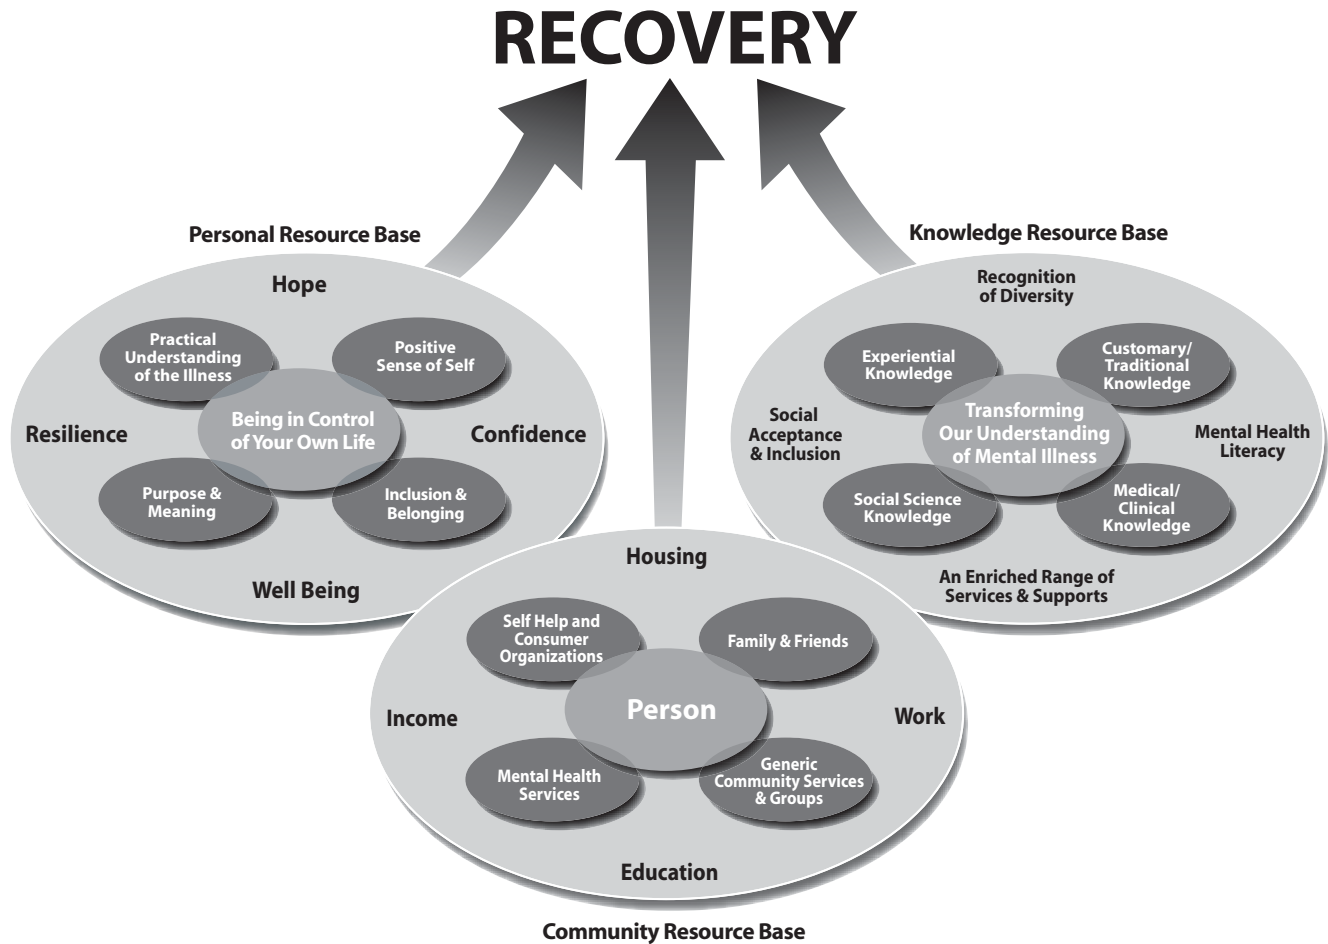 RECOVERY
Personal Resource Base
Hope
Practical
Understanding
of the Illness
Positive
Sense of Self
Resilience
Being in Control
of Your Own Life
Confidence
Purpose &
Meaning
Inclusion &
Belonging
Well Being
Knowledge Resource Base
Recognition
of Diversity
Experiential
Knowledge
Customary/
Traditional
Knowledge
Social
Acceptance
& Inclusion
Transforming
Our Understanding
of Mental Illness
Mental Health
Literacy
Social Science
Knowledge
Medical/
Clinical
Knowledge
An Enriched Range of
Services & Supports
Housing
Self Help and
Consumer
Organizations
Family & Friends
Income
Person
Work
Mental Health
Services
Generic
Community Services
& Groups
Education
Community Resource Base